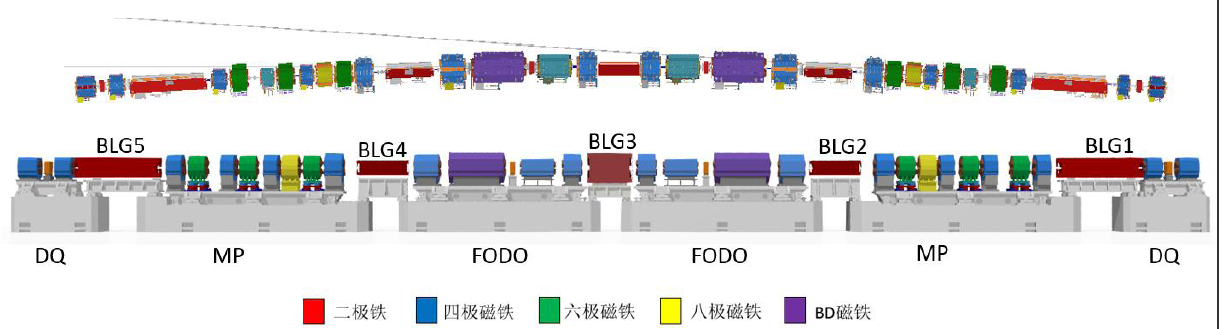 BLG5 BLG4 BLG3 BLG2 BLG1
DQ MP FODO FODO MP DQ
二极铁 四极磁铁 六极磁铁 八极磁铁 BD磁铁